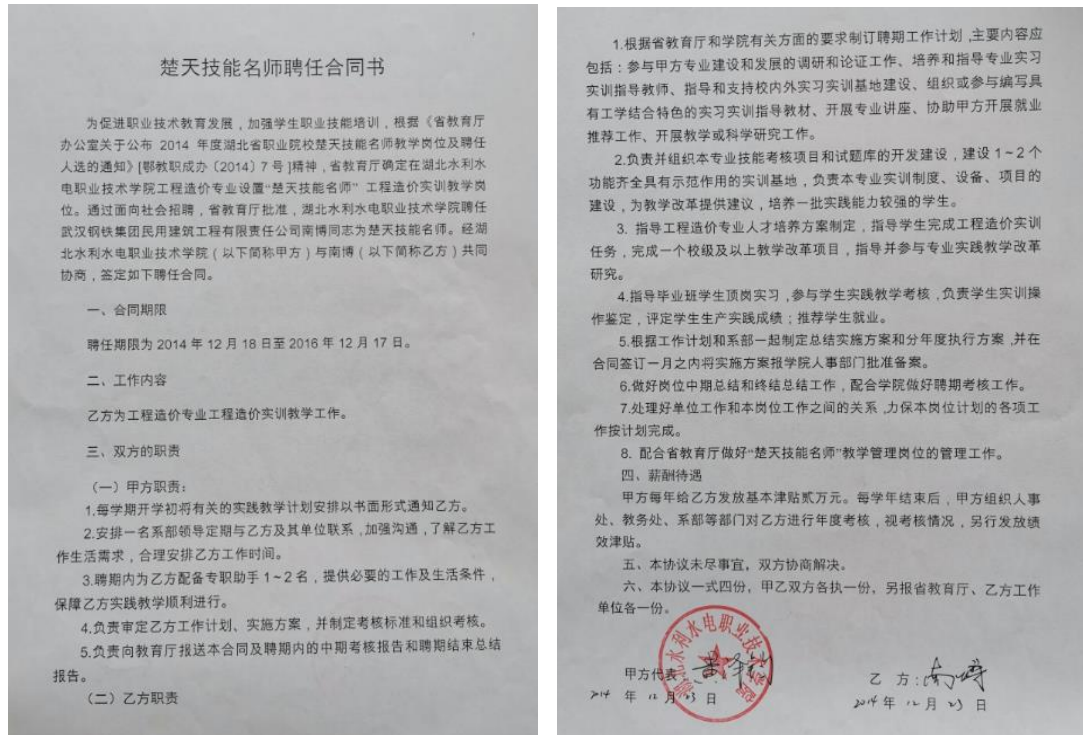 楚天技能名师聘任合同书
为促进职业技术教育发展，加强学生职业技能培训，根据《省教育厅
办公室关于公布 2014 年度湖北省职业院校楚天技能名师教学岗位及聘任
人选的通知》[鄂教职成办〔2014〕7号]精神，省教育厅确定在湖北水利水
电职业技术学院工程造价专业设置“楚天技能名师” 工程造价实训教学岗
位。通过面向社会招聘，省教育厅批准，湖北水利水电职业技术学院聘任
武汉钢铁集团民用建筑工程有限责任公司南博同志为楚天技能名师。经湖
北水利水电职业技术学院（以下简称甲方）与南博（以下简称乙方）共同
协商，签定如下聘任合同。
一、合同期限
聘任期限为 2014 年 12 月 18 日至 2016 年 12 月 17 日。
二、工作内容
乙方为工程造价专业工程造价实训教学工作。
三、双方的职责
（一）甲方职责：
1.每学期开学初将有关的实践教学计划安排以书面形式通知乙方。
2.安排一名系部领导定期与乙方及其单位联系，加强沟通，了解乙方工
作生活需求，合理安排乙方工作时间。
3.聘期内为乙方配备专职助手 1~2 名，提供必要的工作及生活条件，
保障乙方实践教学顺利进行。
4.负责审定乙方工作计划、实施方案，并制定考核标准和组织考核。
5.负责向教育厅报送本合同及聘期内的中期考核报告和聘期结束总结
报告。
（二）乙方职责
1.根据省教育厅和学院有关方面的要求制订聘期工作计划，主要内容应
包括：参与甲方专业建设和发展的调研和论证工作、培养和指导专业实习
实训指导教师、指导和支持校内外实习实训基地建设、组织或参与编写具
有工学结合特色的实习实训指导教材、开展专业讲座、协助甲方开展就业
推荐工作、开展教学或科学研究工作。
2.负责并组织本专业技能考核项目和试题库的开发建设，建设 1~2 个
功能齐全具有示范作用的实训基地，负责本专业实训制度、设备、项目的
建设，为教学改革提供建议，培养一批实践能力较强的学生。
3. 指导工程造价专业人才培养方案制定，指导学生完成工程造价实训
任务，完成一个校级及以上教学改革项目，指导并参与专业实践教学改革
研究。
4.指导毕业班学生顶岗实习，参与学生实践教学考核，负责学生实训操
作鉴定，评定学生生产实践成绩；推荐学生就业。
5.根据工作计划和系部一起制定总结实施方案和分年度执行方案，并在
合同签订一月之内将实施方案报学院人事部门批准备案。
6.做好岗位中期总结和终结总结工作，配合学院做好聘期考核工作。
7.处理好单位工作和本岗位工作之间的关系，力保本岗位计划的各项工
作按计划完成。
8. 配合省教育厅做好“楚天技能名师”教学管理岗位的管理工作。
四、薪酬待遇
甲方每年给乙方发放基本津贴贰万元。每学年结束后，甲方组织人事
处、教务处、系部等部门对乙方进行年度考核，视考核情况，另行发放绩
效津贴。
五、本协议未尽事宜，双方协商解决。
六、本协议一式四份，甲乙双方各执一份，另报省教育厅、乙方工作
单位各一份。
湖北水利水电职业技术学院
甲方代表：
2014 年 12 月 23 日
乙 方：南博
2014 年 12 月 23 日